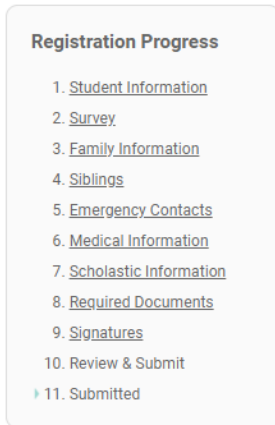 Registration Progress
1. Student Information
2. Survey
3. Family Information
4. Siblings
5. Emergency Contacts
6. Medical Information
7. Scholastic Information
8. Required Documents
9. Signatures
10. Review & Submit
11. Submitted